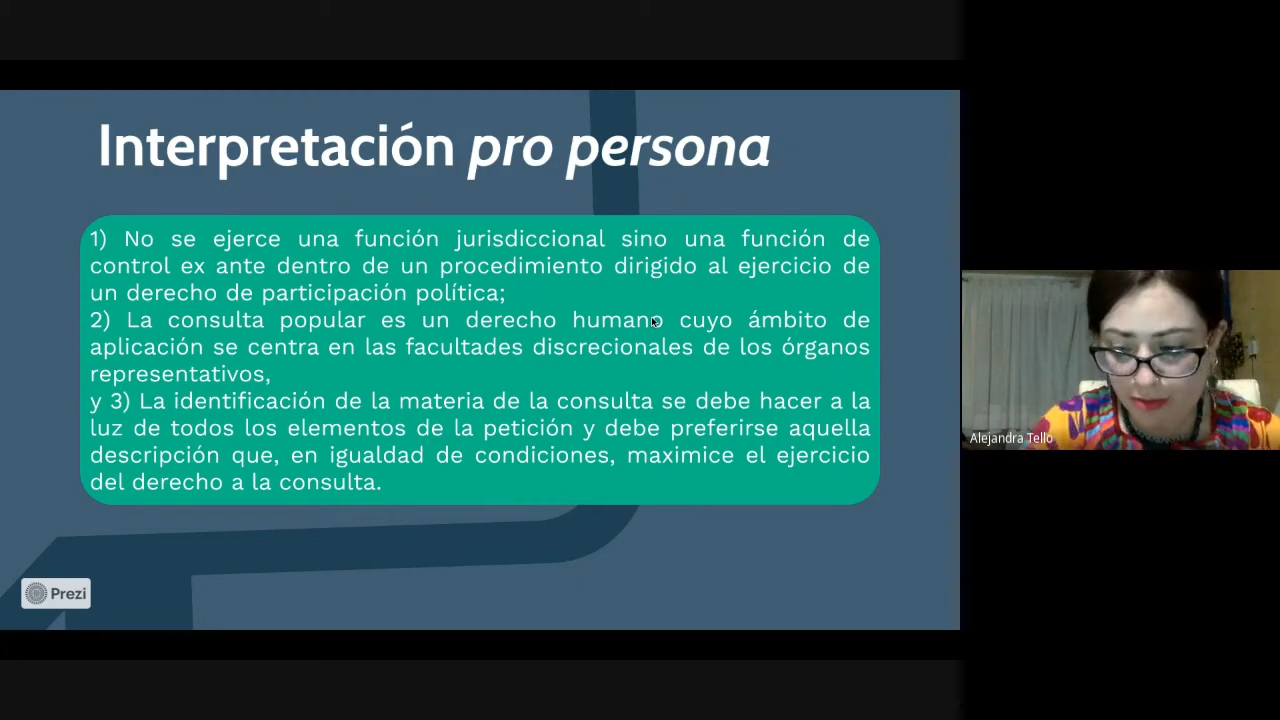 Interpretación pro persona
1) No se ejerce una función jurisdiccional sino una función de
control ex ante dentro de un procedimiento dirigido al ejercicio de
un derecho de participación política;
2) La consulta popular es un derecho humano cuyo ámbito de
aplicación se centra en las facultades discrecionales de los órganos
representativos,
y 3) La identificación de la materia de la consulta se debe hacer a la
luz de todos los elementos de la petición y debe preferirse aquella
descripción que, en igualdad de condiciones, maximice el ejercicio
del derecho a la consulta.
Alejandra Tello
Prezi